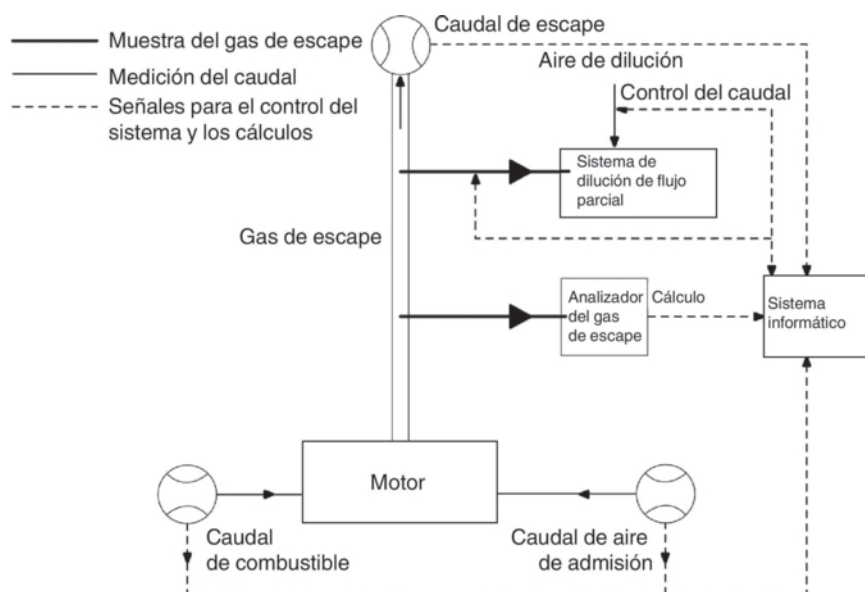 Muestra del gas de escape
Medición del caudal
Señales para el control del
sistema y los cálculos
Caudal de escape
Aire de dilución
Control del caudal
Sistema de
dilución de flujo
parcial
Gas de escape
Analizador
del gas
de escape
Cálculo
Sistema
informático
Motor
Caudal
de combustible
Caudal de aire
de admisión